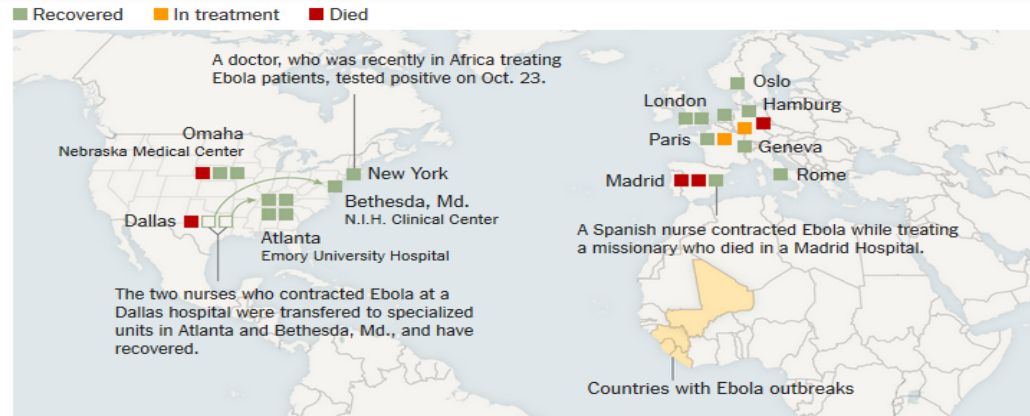 Recovered
In treatment
Died
A doctor, who was recently in Africa treating
Ebola patients, tested positive on Oct. 23.
Omaha
Nebraska Medical Center
New York
Bethesda, Md.
N.I.H. Clinical Center
Dallas
Atlanta
Emory University Hospital
The two nurses who contracted Ebola at a
Dallas hospital were transfered to specialized
units in Atlanta and Bethesda, Md., and have
recovered.
Oslo
London
Hamburg
Paris
Geneva
Madrid
Rome
A Spanish nurse contracted Ebola while treating
a missionary who died in a Madrid Hospital.
Countries with Ebola outbreaks